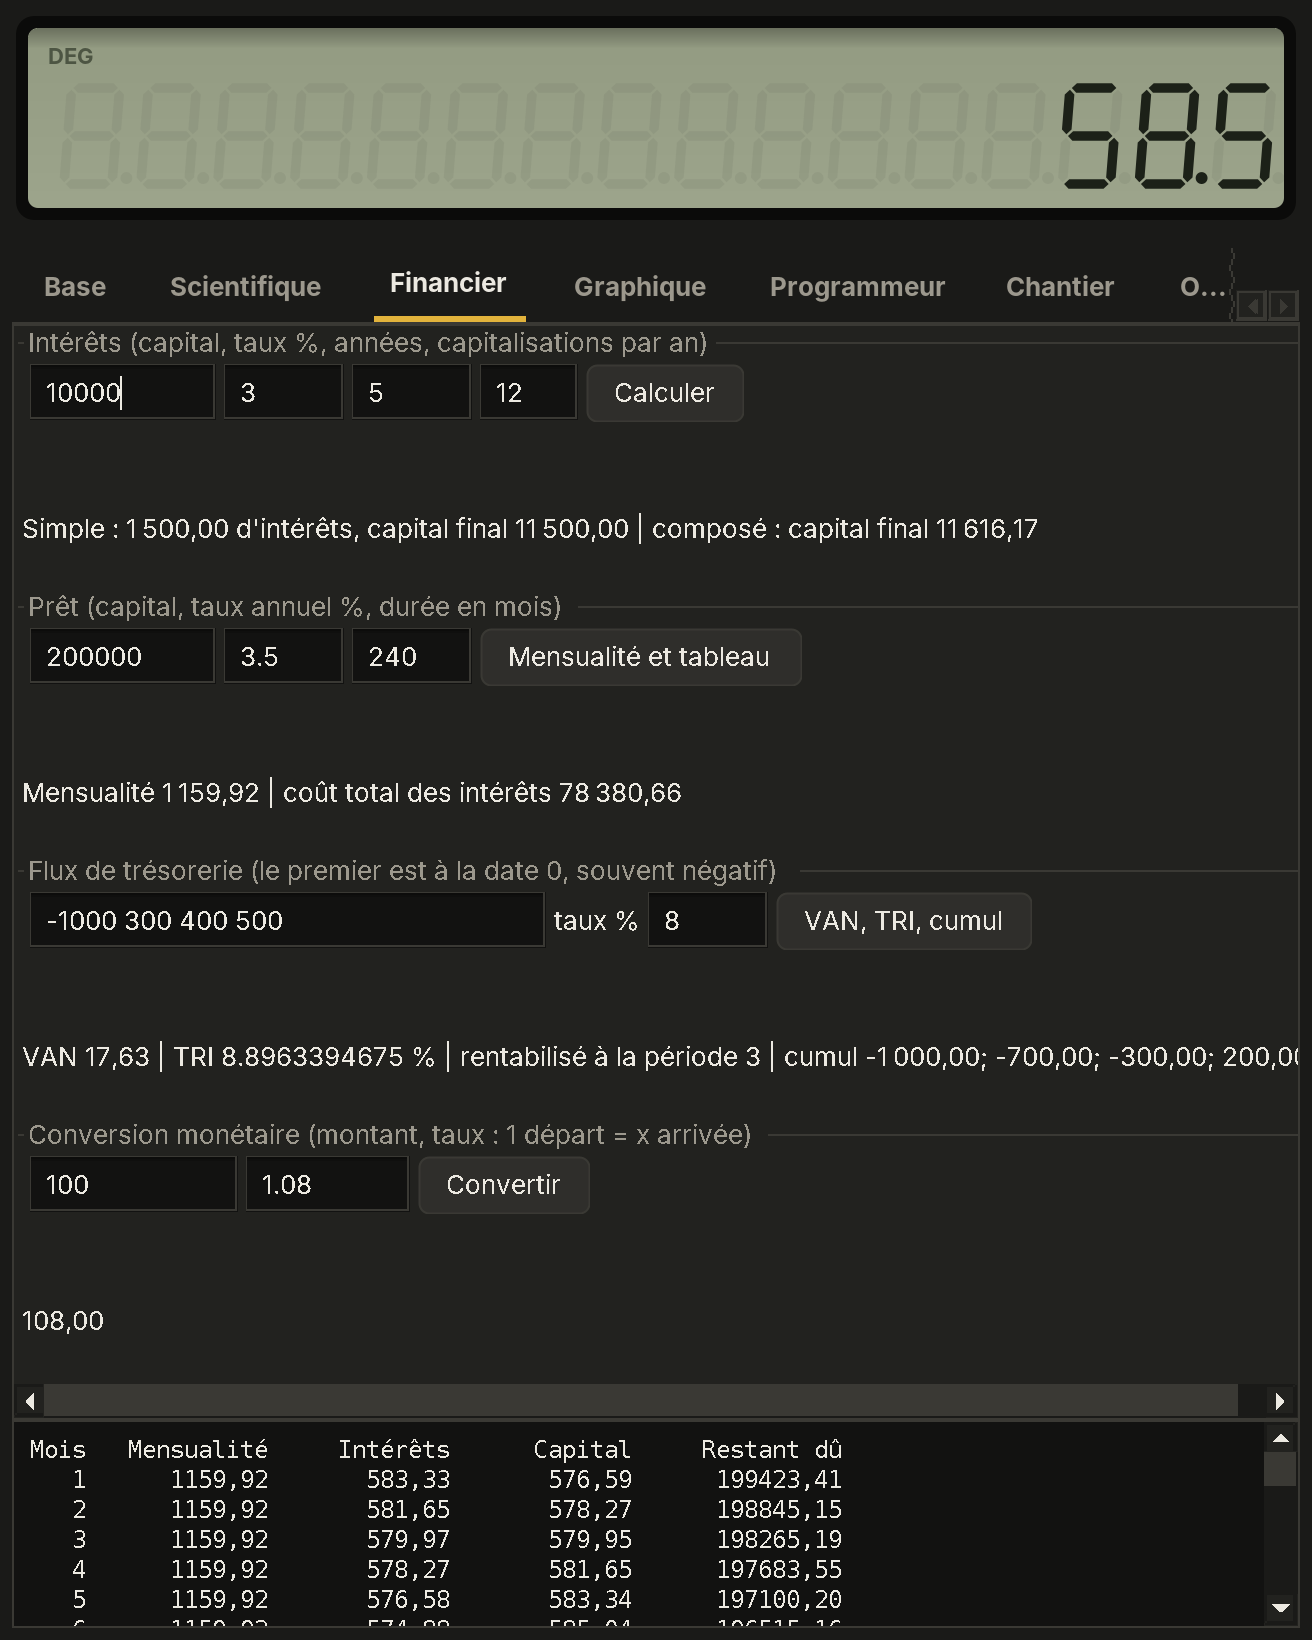 DEG
58.5
Base Scientifique Financier Graphique Programmeur Chantier O...
Intérêts (capital, taux %, années, capitalisations par an)
10000 3 5 12 Calculer
Simple : 1 500,00 d'intérêts, capital final 11 500,00 | composé : capital final 11 616,17
Prêt (capital, taux annuel %, durée en mois)
200000 3.5 240 Mensualité et tableau
Mensualité 1 159,92 | coût total des intérêts 78 380,66
Flux de trésorerie (le premier est à la date 0, souvent négatif)
-1000 300 400 500 taux % 8 VAN, TRI, cumul
VAN 17,63 | TRI 8.8963394675 % | rentabilisé à la période 3 | cumul -1 000,00; -700,00; -300,00; 200,00
Conversion monétaire (montant, taux : 1 départ = x arrivée)
100 1.08 Convertir
108,00
Mois Mensualité Intérêts Capital Restant dû
1 1159,92 583,33 576,59 199423,41
2 1159,92 581,65 578,27 198845,15
3 1159,92 579,97 579,95 198265,19
4 1159,92 578,27 581,65 197683,55
5 1159,92 576,58 583,34 197100,20